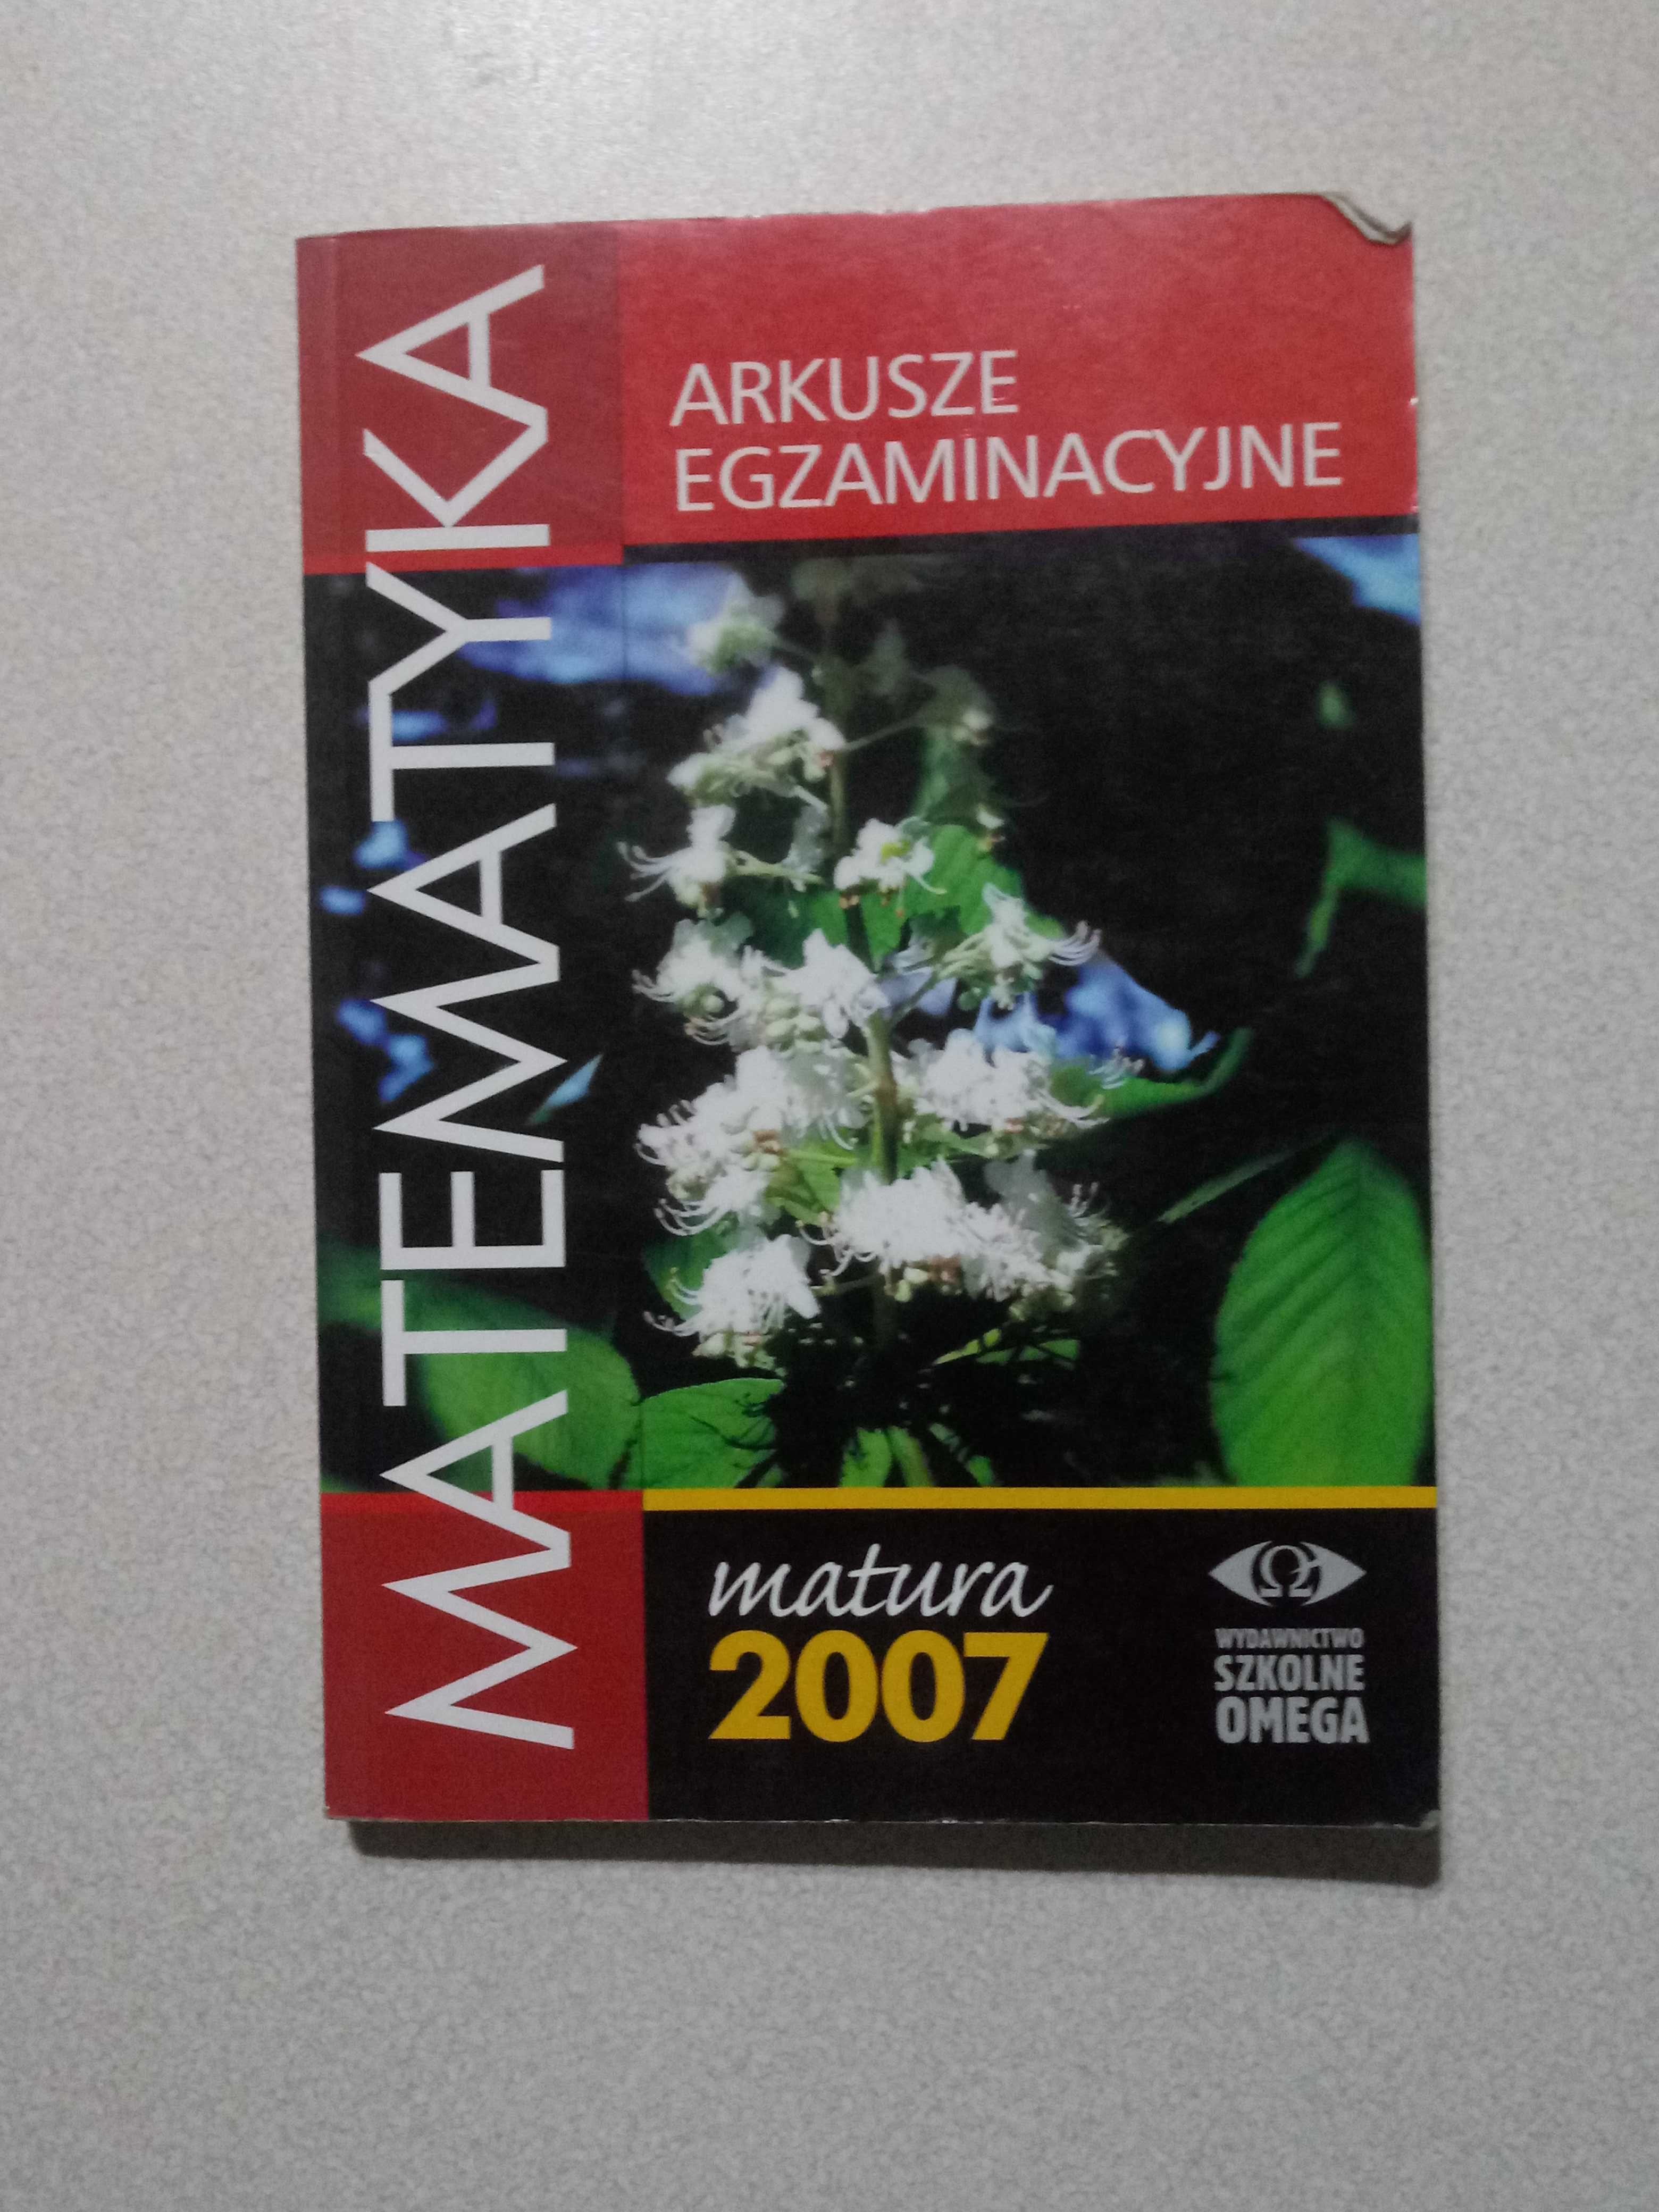 MATEMATYKA
ARKUSZE
EGZAMINACYJNE
matura
2007
Ω
WYDAWNICTWO
SZKOLNE
OMEGA